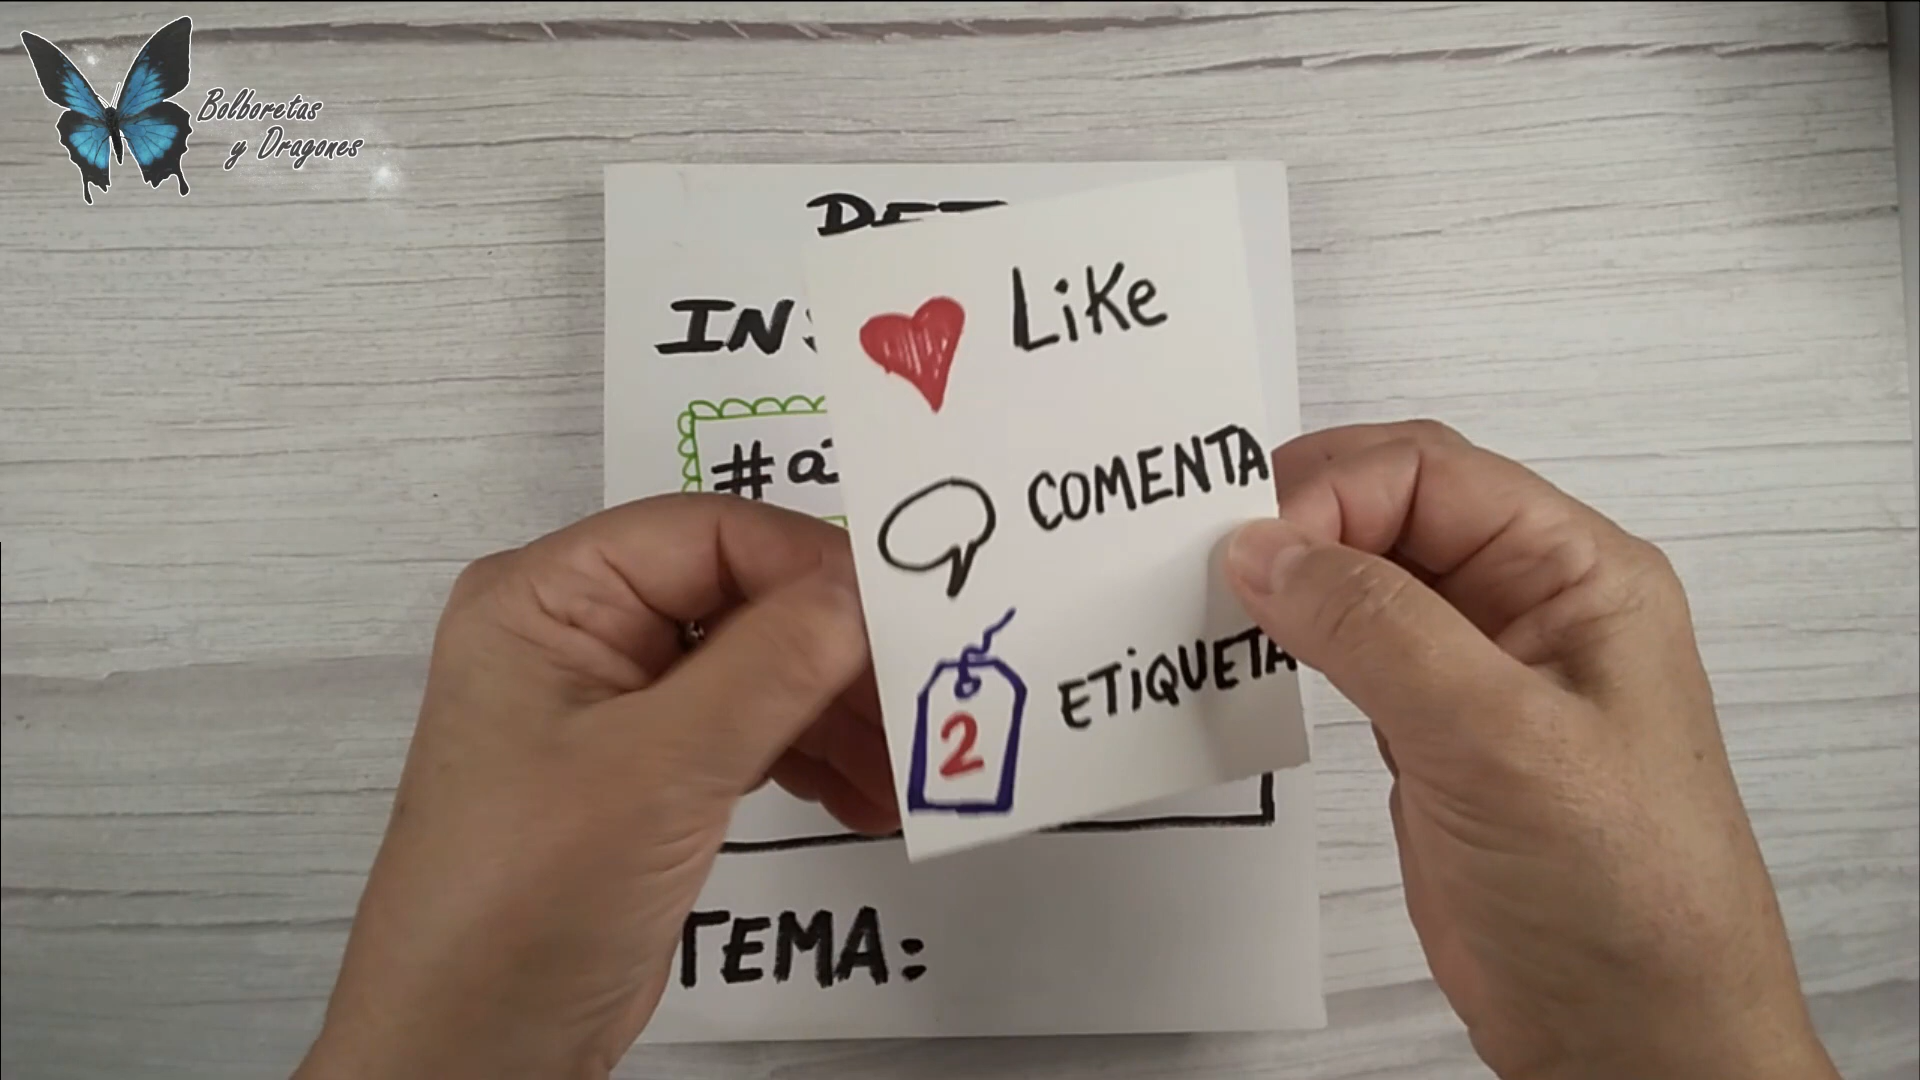 Bolboretas
y Dragones
Like
COMENTA
2
ETiQUETA
TEMA: